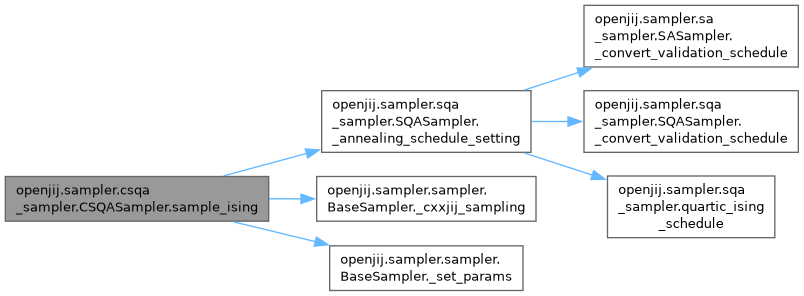 openjij.sampler.csqa
_sampler.CSQASampler.sample_ising
openjij.sampler.sqa
_sampler.SQASampler.
_annealing_schedule_setting
openjij.sampler.sa
_sampler.SASampler.
_convert_validation_schedule
openjij.sampler.sqa
_sampler.SQASampler.
_convert_validation_schedule
openjij.sampler.sqa
_sampler.quartic_ising
_schedule
openjij.sampler.sampler.
BaseSampler._cxxjij_sampling
openjij.sampler.sampler.
BaseSampler._set_params